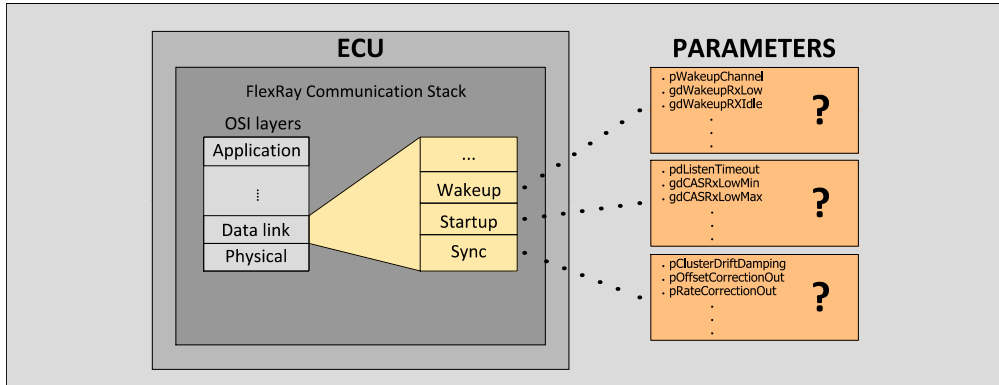 ECU
FlexRay Communication Stack
OSI layers
Application
...
Data link
Physical
...
Wakeup
Startup
Sync
PARAMETERS
. pWakeupChannel
. gdWakeupRxLow
. gdWakeupRXIdle
.
.
.
?
. pdListenTimeout
. gdCASRxLowMin
. gdCASRxLowMax
.
.
.
?
. pClusterDriftDamping
. pOffsetCorrectionOut
. pRateCorrectionOut
.
.
.
?